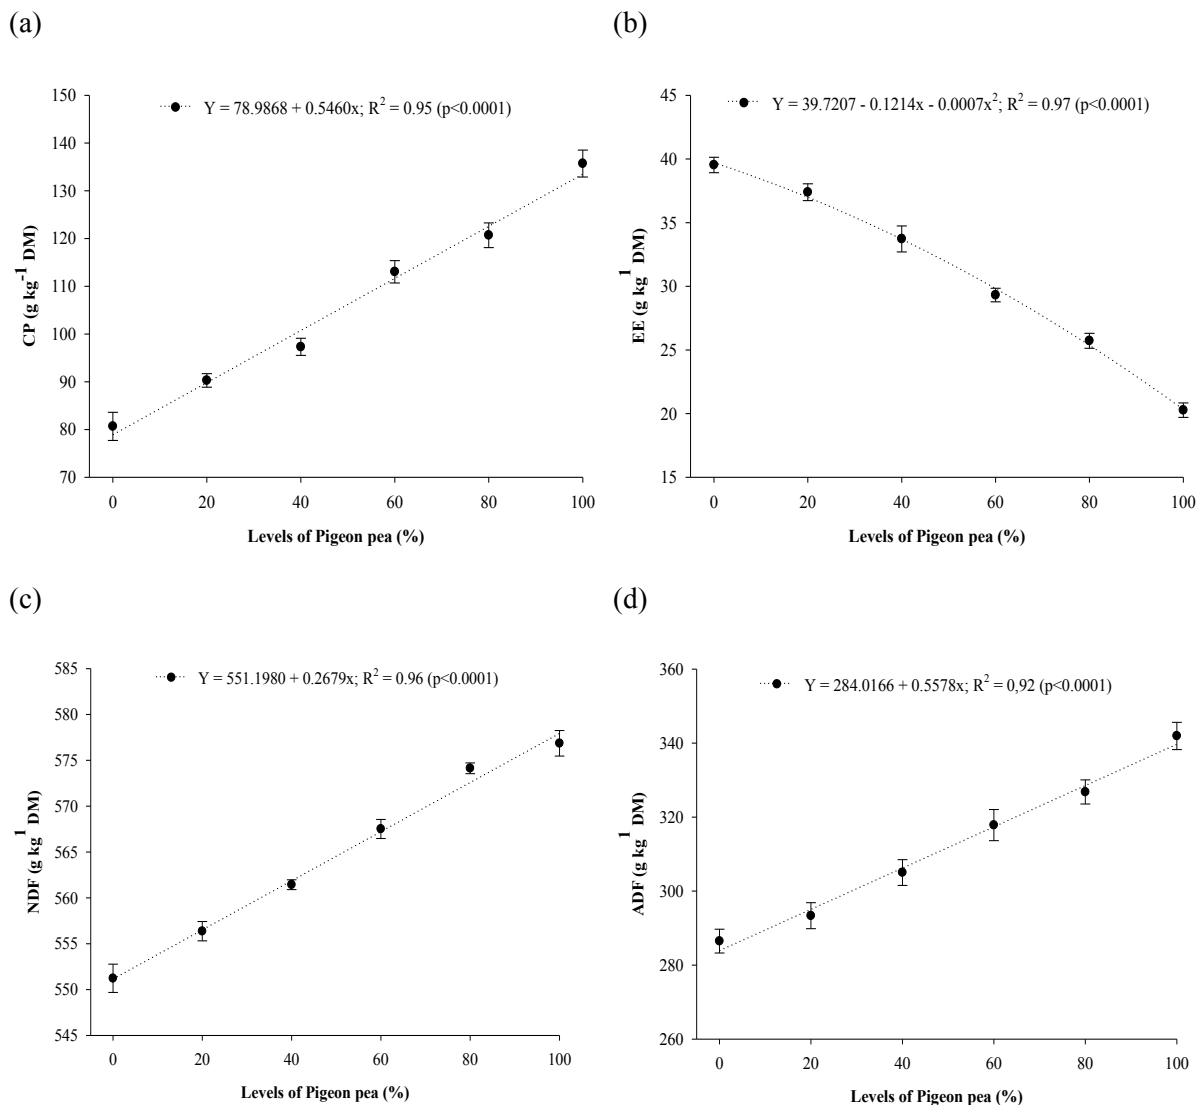 (a)
Y = 78.9868 + 0.5460x; R² = 0.95 (p<0.0001)
150
140
130
120
110
100
90
80
70
CP (g kg⁻¹ DM)
0 20 40 60 80 100
Levels of Pigeon pea (%)
(b)
Y = 39.7207 - 0.1214x - 0.0007x²; R² = 0.97 (p<0.0001)
45
40
35
30
25
20
15
EE (g kg¹ DM)
0 20 40 60 80 100
Levels of Pigeon pea (%)
(c)
Y = 551.1980 + 0.2679x; R² = 0.96 (p<0.0001)
585
580
575
570
565
560
555
550
545
NDF (g kg¹ DM)
0 20 40 60 80 100
Levels of Pigeon pea (%)
(d)
Y = 284.0166 + 0.5578x; R² = 0,92 (p<0.0001)
360
340
320
300
280
260
ADF (g kg¹ DM)
0 20 40 60 80 100
Levels of Pigeon pea (%)